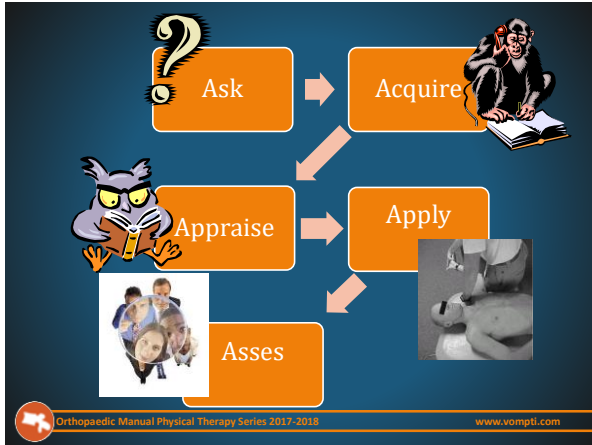 Ask
Acquire
Appraise
Apply
Asses
Orthopaedic Manual Physical Therapy Series 2017-2018
www.vompti.com